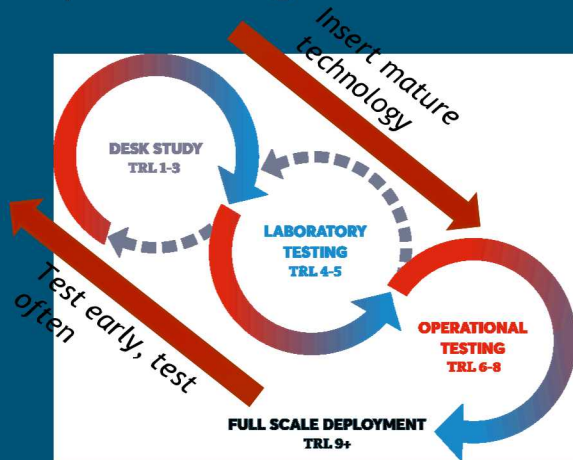 Insert mature
technology
DESK STUDY
TRL 1-3
LABORATORY
TESTING
TRL 4-5
OPERATIONAL
TESTING
TRL 6-8
Test early, test
often
FULL SCALE DEPLOYMENT
TRL 9+